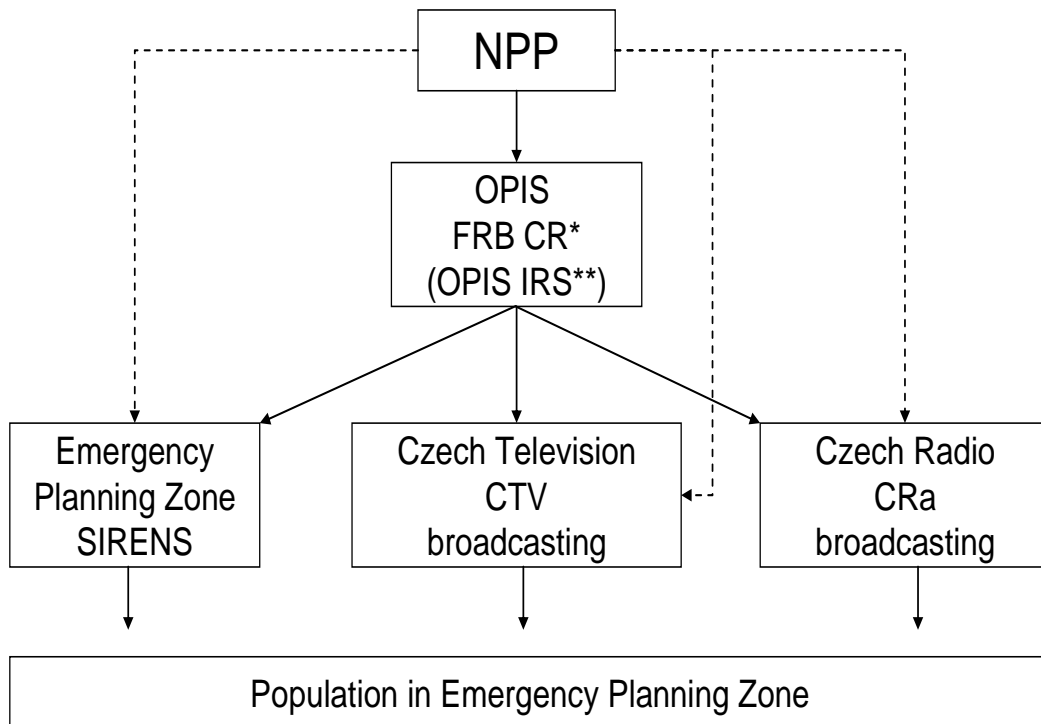 NPP
OPIS
FRB CR*
(OPIS IRS**)
Emergency
Planning Zone
SIRENS
Czech Television
CTV
broadcasting
Czech Radio
CRa
broadcasting
Population in Emergency Planning Zone